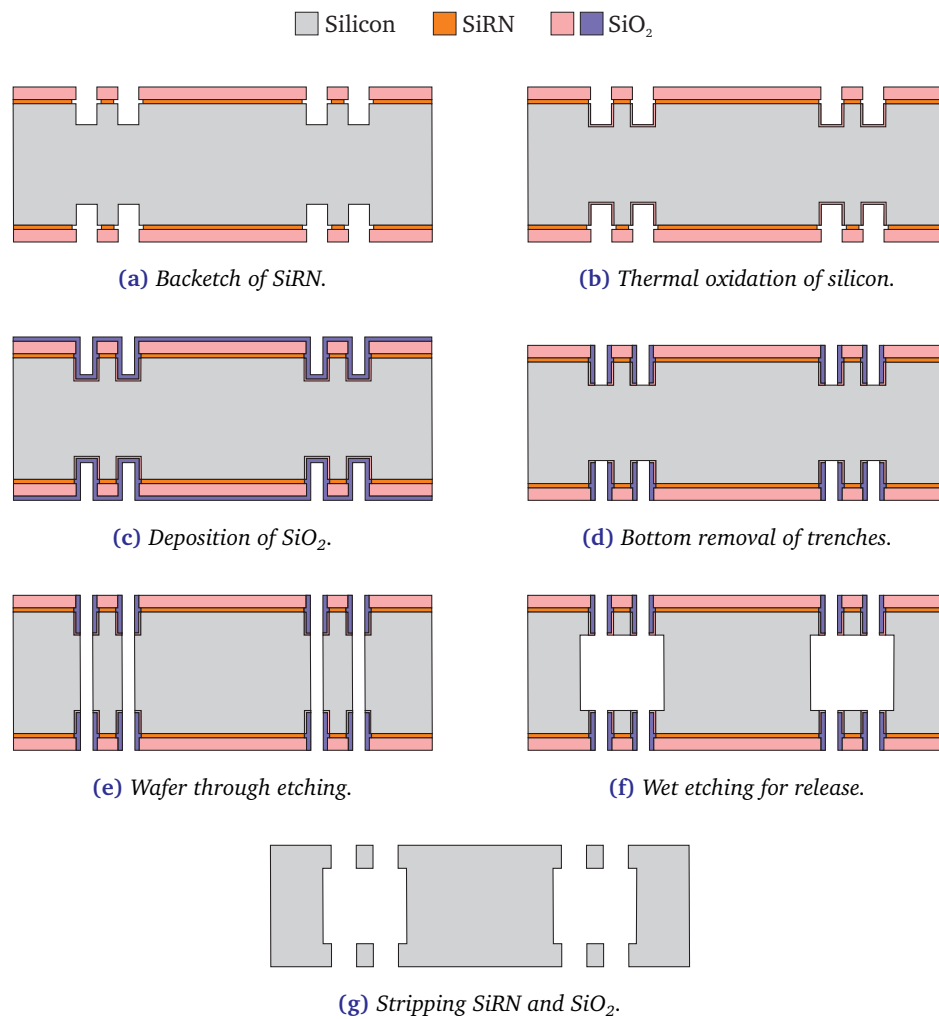 Silicon SiRN SiO₂
(a) Backetch of SiRN.
(b) Thermal oxidation of silicon.
(c) Deposition of SiO₂.
(d) Bottom removal of trenches.
(e) Wafer through etching.
(f) Wet etching for release.
(g) Stripping SiRN and SiO₂.